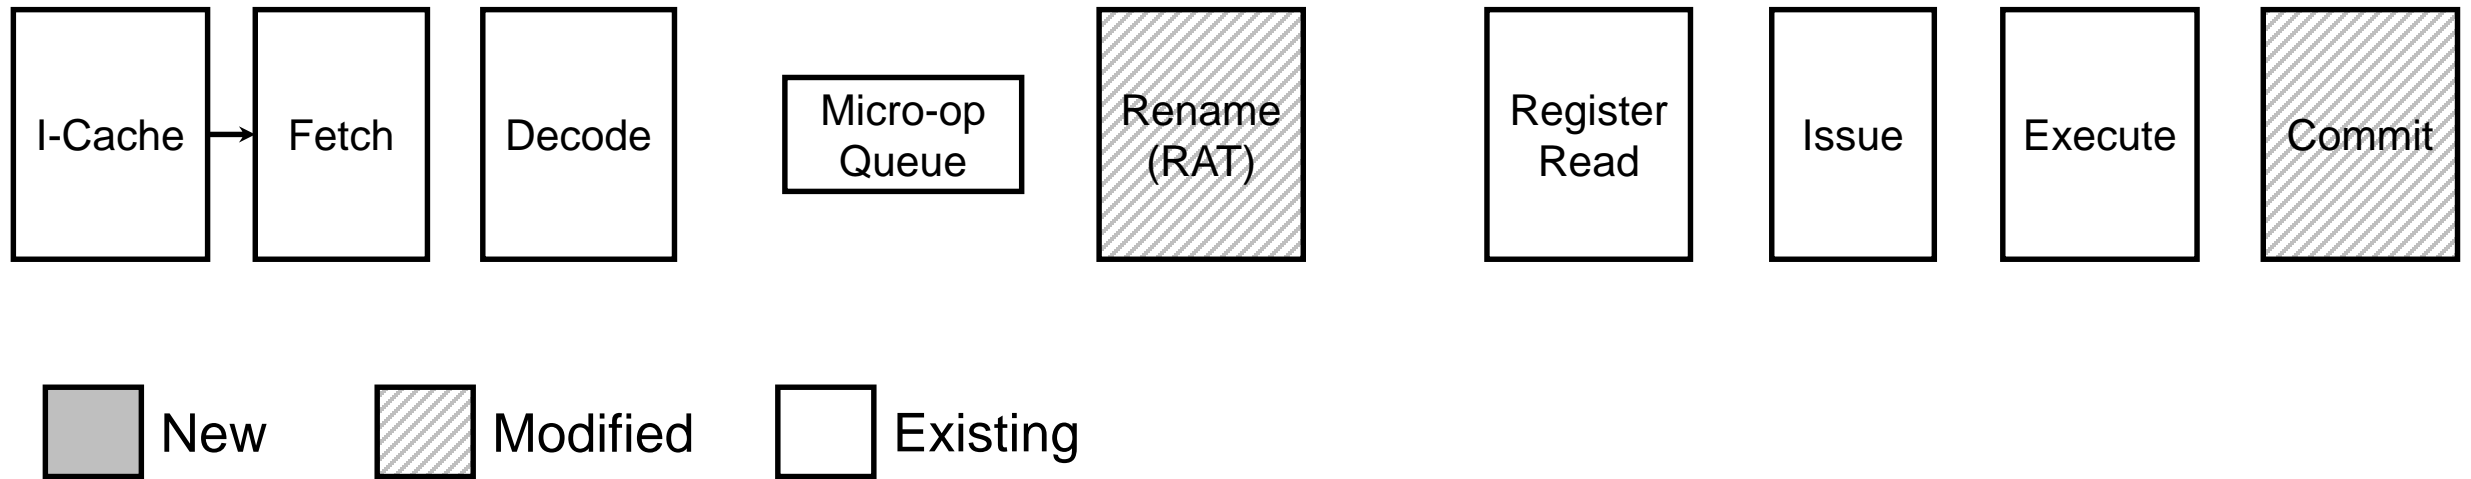 I-Cache
Fetch
Decode
Micro-op
Queue
Rename
(RAT)
Register
Read
Issue
Execute
Commit
New
Modified
Existing